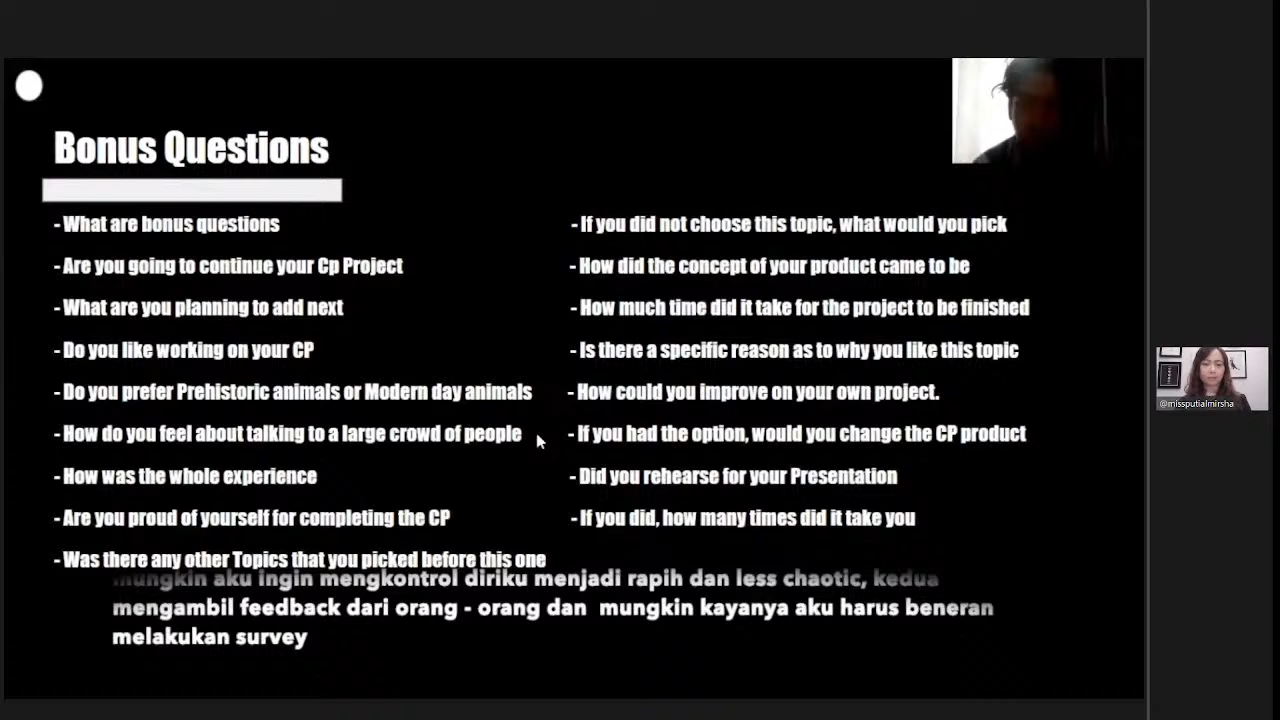 Bonus Questions
- What are bonus questions
- Are you going to continue your Cp Project
- What are you planning to add next
- Do you like working on your CP
- Do you prefer Prehistoric animals or Modern day animals
- How do you feel about talking to a large crowd of people
- How was the whole experience
- Are you proud of yourself for completing the CP
- Was there any other Topics that you picked before this one
- If you did not choose this topic, what would you pick
- How did the concept of your product came to be
- How much time did it take for the project to be finished
- Is there a specific reason as to why you like this topic
- How could you improve on your own project.
- If you had the option, would you change the CP product
- Did you rehearse for your Presentation
- If you did, how many times did it take you
mungkin aku ingin mengkontrol diriku menjadi rapih dan less chaotic, kedua
mengambil feedback dari orang - orang dan mungkin kayanya aku harus beneran
melakukan survey
@missputialmirsha